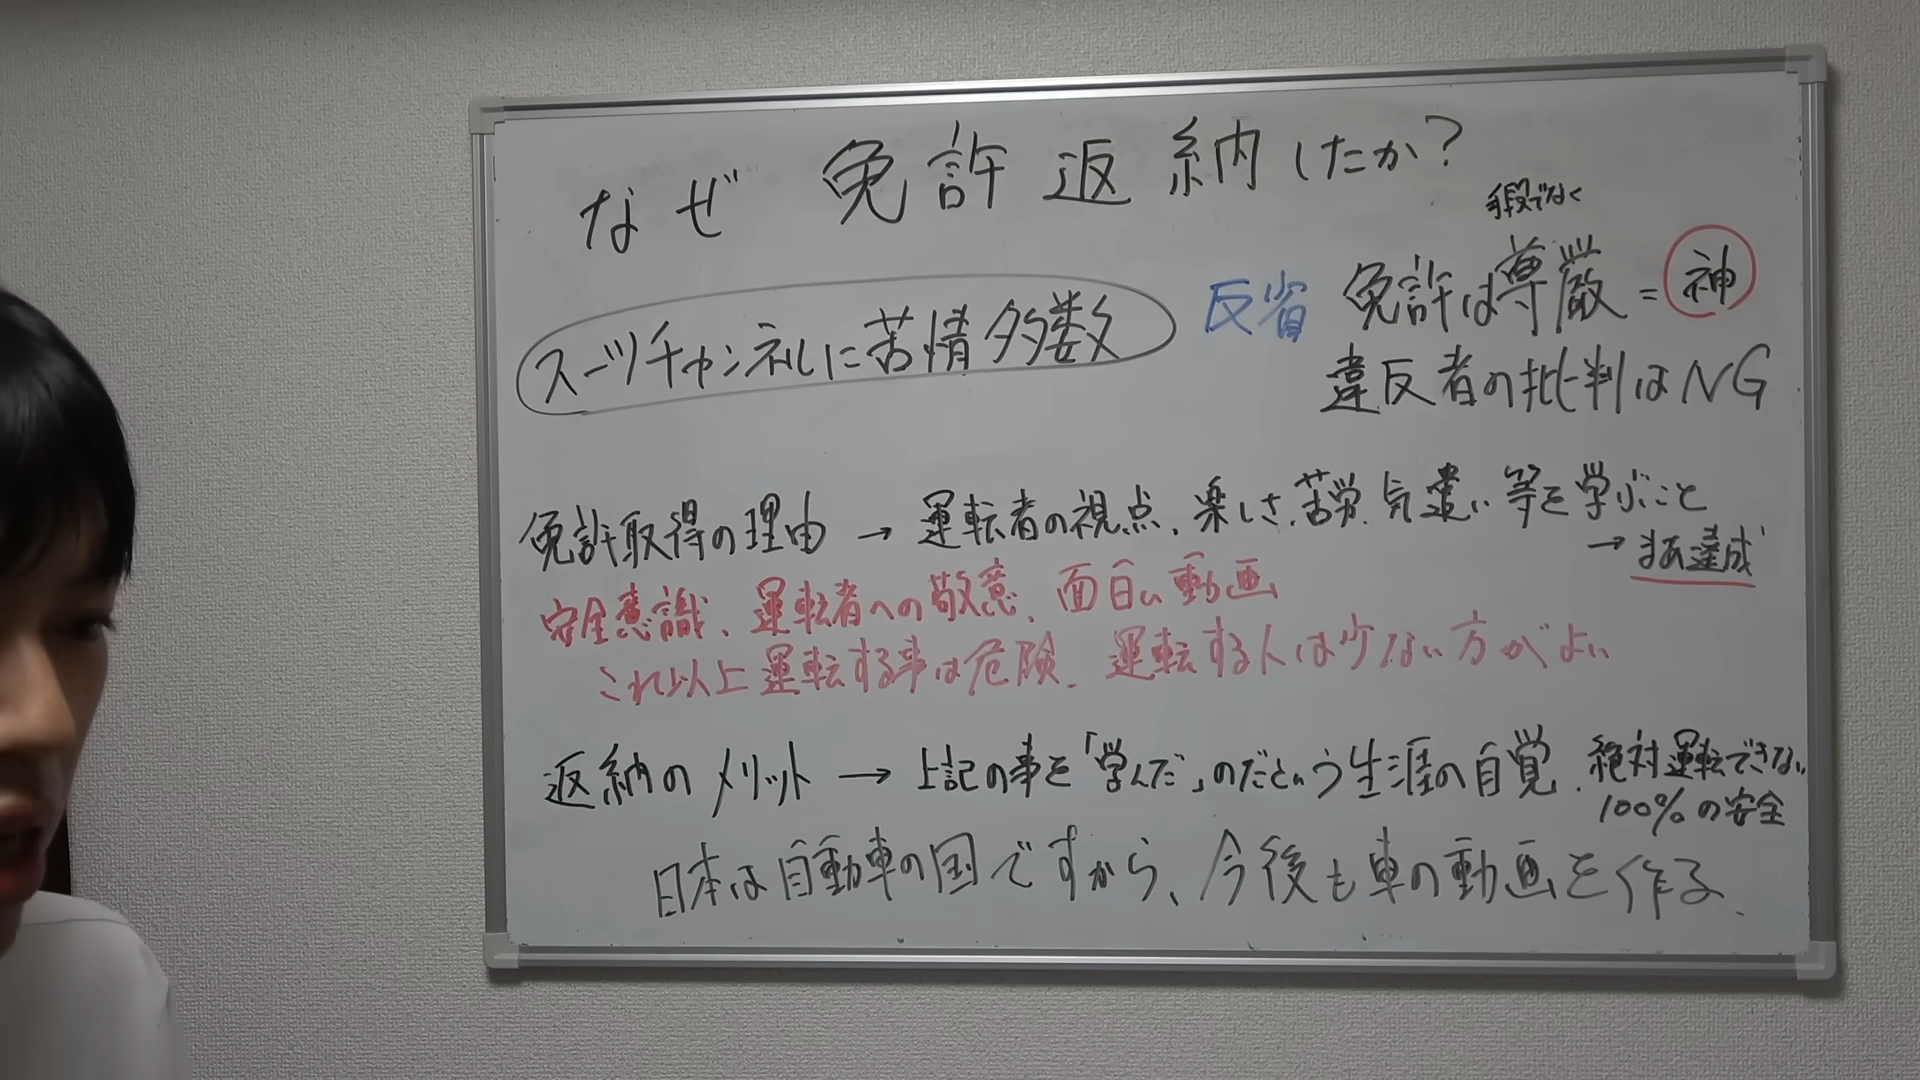 なぜ 免許返納したか?
手段でなく
スーツチャンネルに苦情多数
反省 免許は尊厳=神
違反者の批判はNG
免許取得の理由→運転者の視点、楽しさ、苦労、気遣い等を学ぶこと
→まあ達成
安全意識、運転者への敬意、面白い動画
これ以上運転する事は危険、運転する人は少ない方がよい
返納のメリット→上記の事を「学んだ」のだという生涯の自覚、絶対運転できない
100%の安全
日本は自動車の国ですから、今後も車の動画を作る、